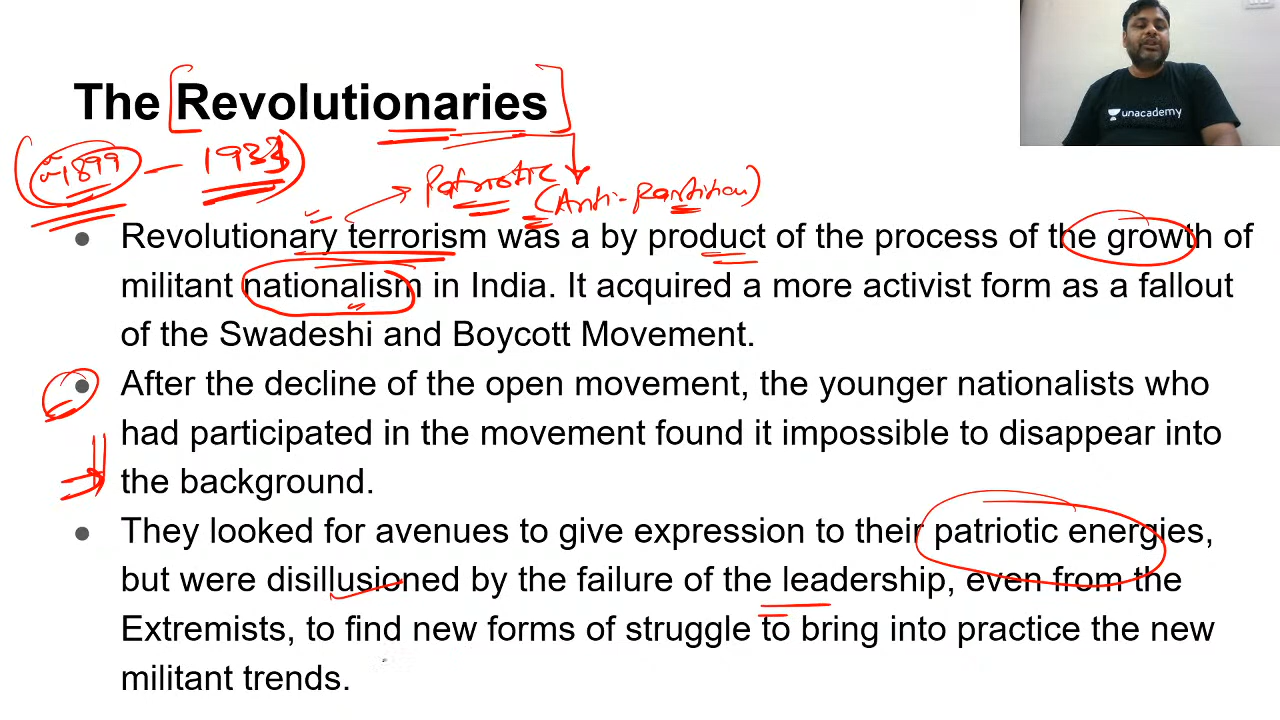 The Revolutionaries
unacademy
~1899 - 1933
Patriotic
(Anti-partition)
● Revolutionary terrorism was a by product of the process of the growth of
militant nationalism in India. It acquired a more activist form as a fallout
of the Swadeshi and Boycott Movement.
● After the decline of the open movement, the younger nationalists who
had participated in the movement found it impossible to disappear into
the background.
● They looked for avenues to give expression to their patriotic energies,
but were disillusioned by the failure of the leadership, even from the
Extremists, to find new forms of struggle to bring into practice the new
militant trends.